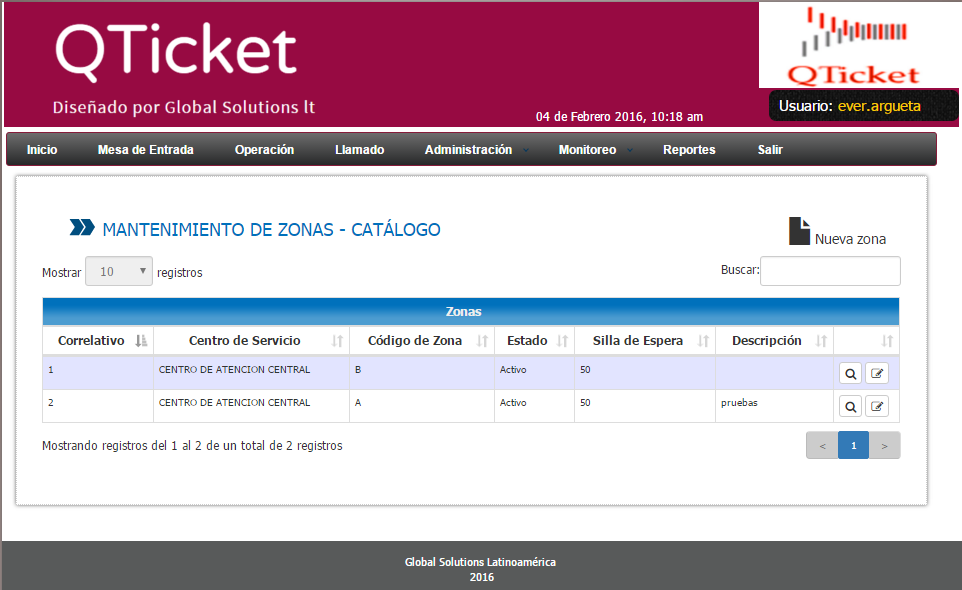 QTicket
QTicket
Diseñado por Global Solutions lt
04 de Febrero 2016, 10:18 am
Usuario: ever.argueta
Inicio Mesa de Entrada Operación Llamado Administración Monitoreo Reportes Salir
MANTENIMIENTO DE ZONAS - CATÁLOGO
Nueva zona
Mostrar 10 registros
Buscar:
Zonas
Correlativo Centro de Servicio Código de Zona Estado Silla de Espera Descripción
1 CENTRO DE ATENCION CENTRAL B Activo 50
2 CENTRO DE ATENCION CENTRAL A Activo 50 pruebas
Mostrando registros del 1 al 2 de un total de 2 registros
< 1 >
Global Solutions Latinoamérica
2016